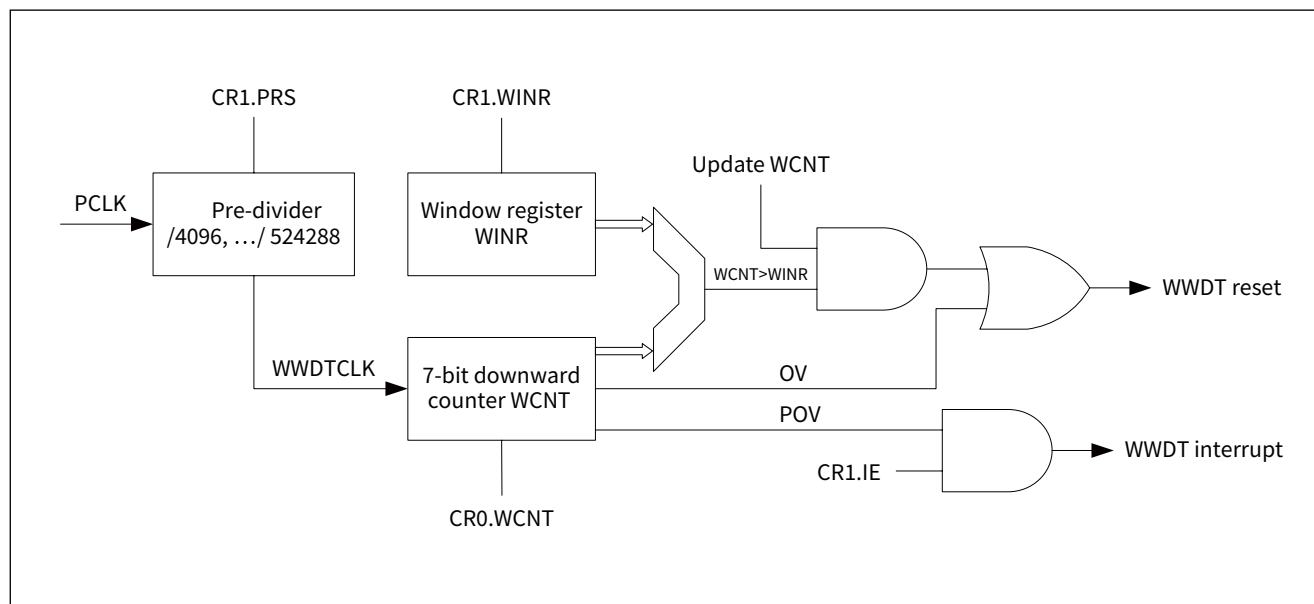 CR1.PRS
CR1.WINR
Update WCNT
PCLK
Pre-divider
/4096, …/ 524288
Window register
WINR
WCNT>WINR
WWDT reset
WWDTCLK
7-bit downward
counter WCNT
OV
POV
WWDT interrupt
CR1.IE
CR0.WCNT